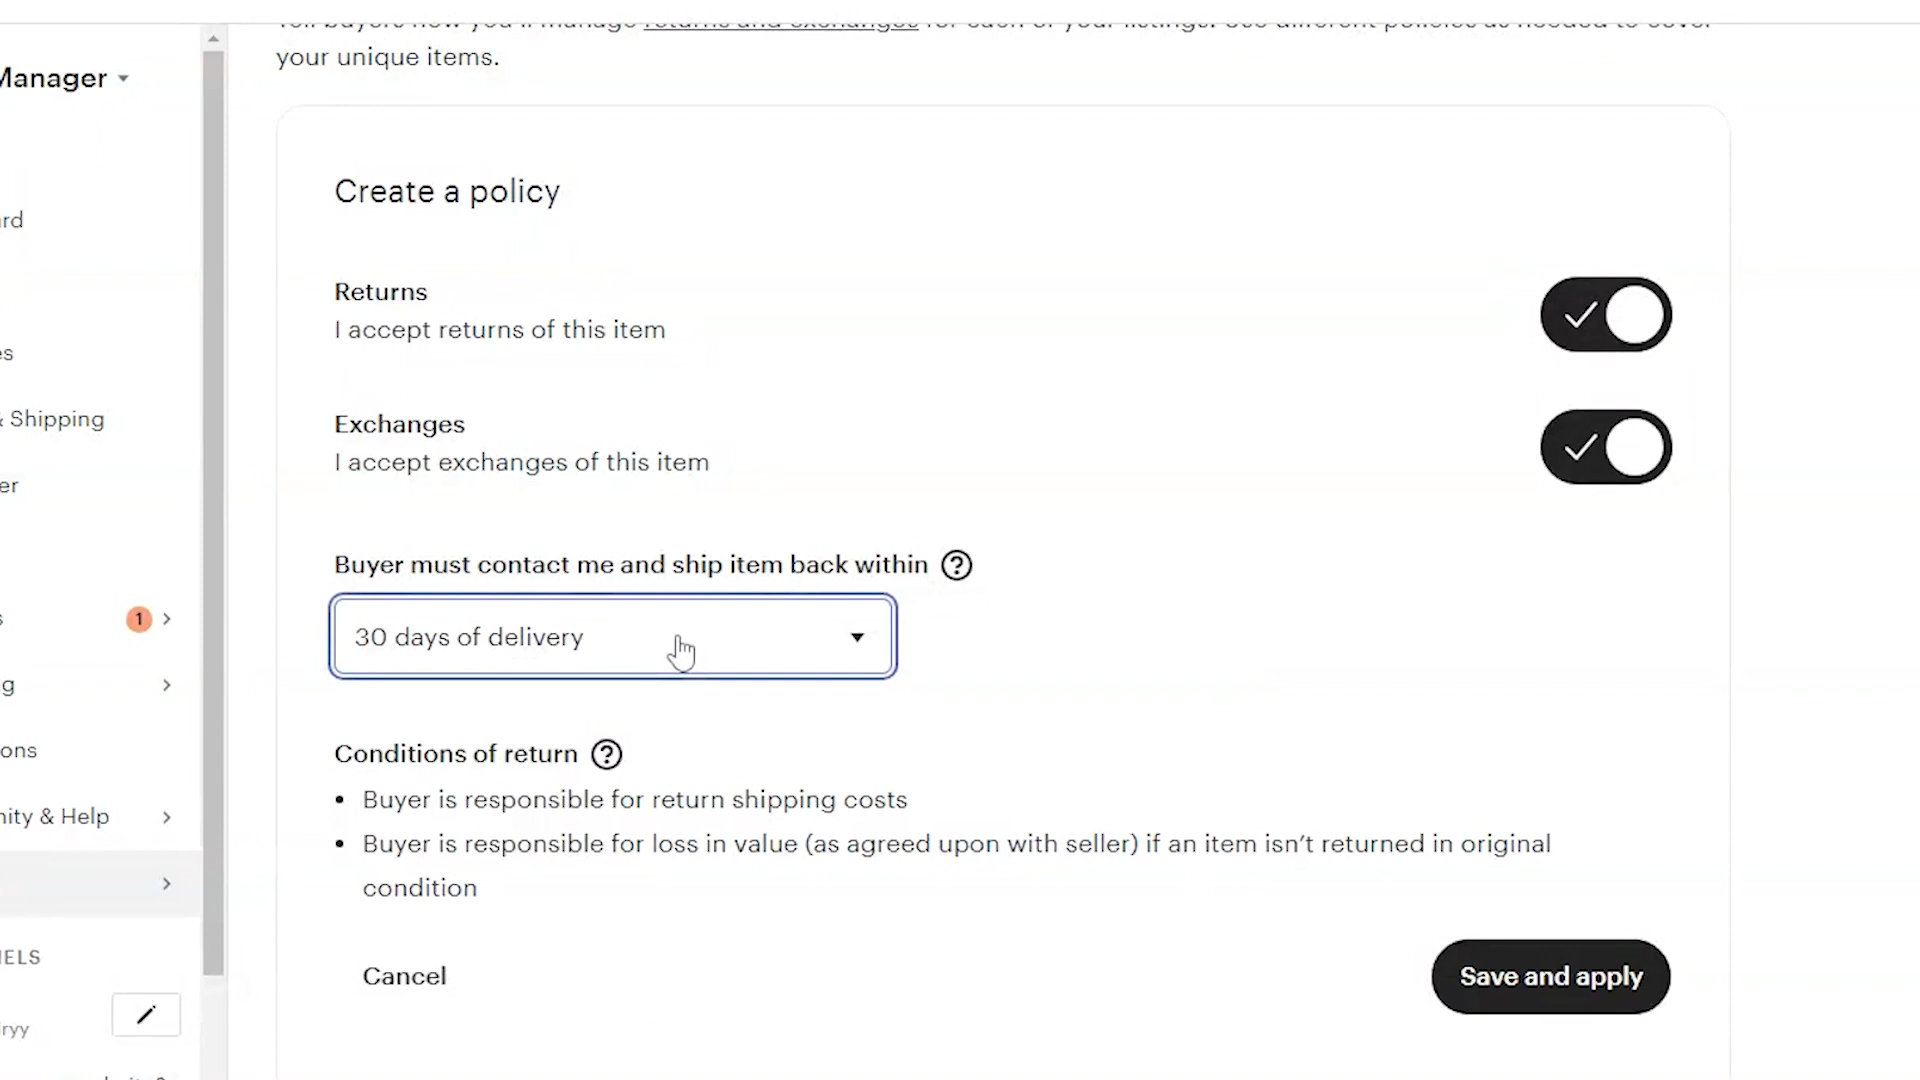 your unique items.
Manager
rd
Create a policy
Returns
I accept returns of this item
es
& Shipping
Exchanges
I accept exchanges of this item
er
Buyer must contact me and ship item back within ?
s 1
30 days of delivery
g
ons
Conditions of return ?
Buyer is responsible for return shipping costs
nity & Help
Buyer is responsible for loss in value (as agreed upon with seller) if an item isn't returned in original
condition
NELS
Cancel
Save and apply
ryy